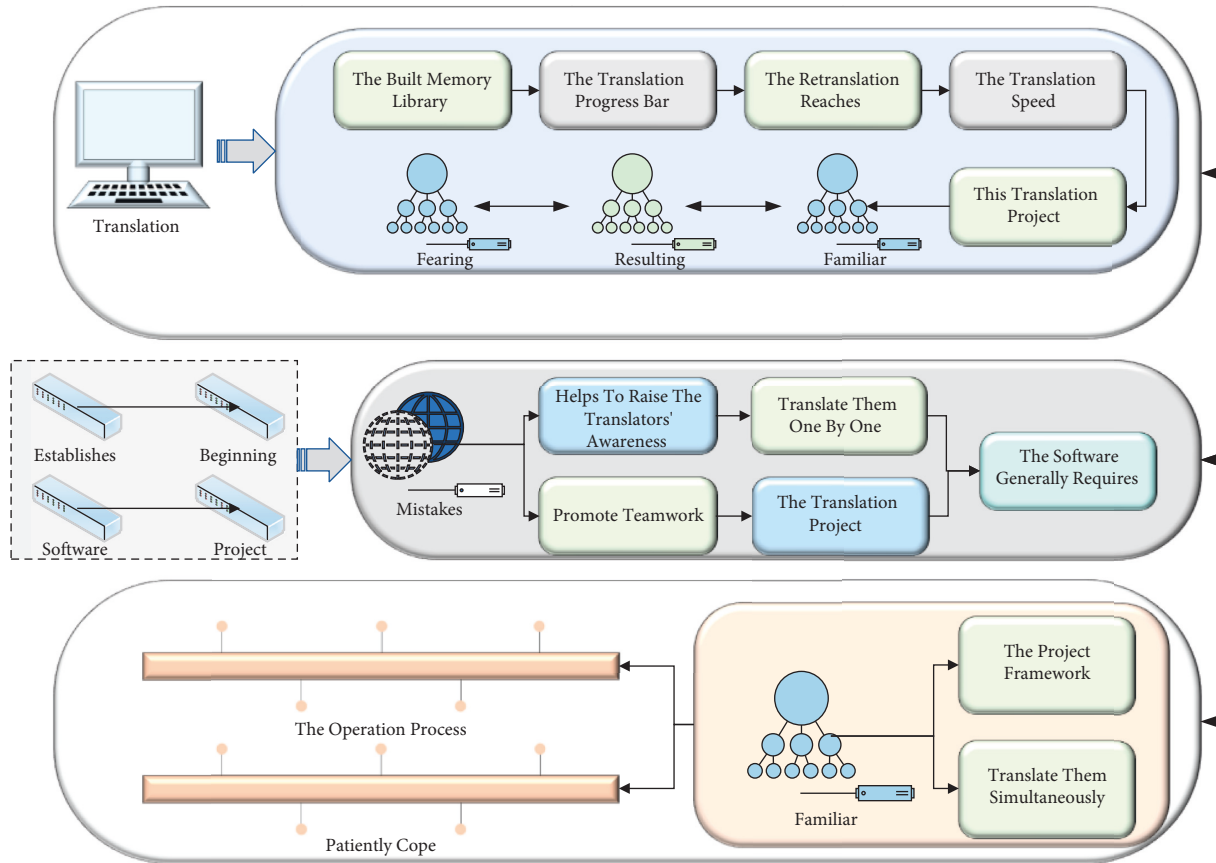 The Built Memory
Library
The Translation
Progress Bar
The Retranslation
Reaches
The Translation
Speed
Translation
This Translation
Project
Fearing
Resulting
Familiar
Establishes
Beginning
Software
Project
Mistakes
Helps To Raise The
Translators'
Awareness
Translate Them
One By One
Promote Teamwork
The Translation
Project
The Software
Generally Requires
The Operation Process
Patiently Cope
Familiar
The Project
Framework
Translate Them
Simultaneously